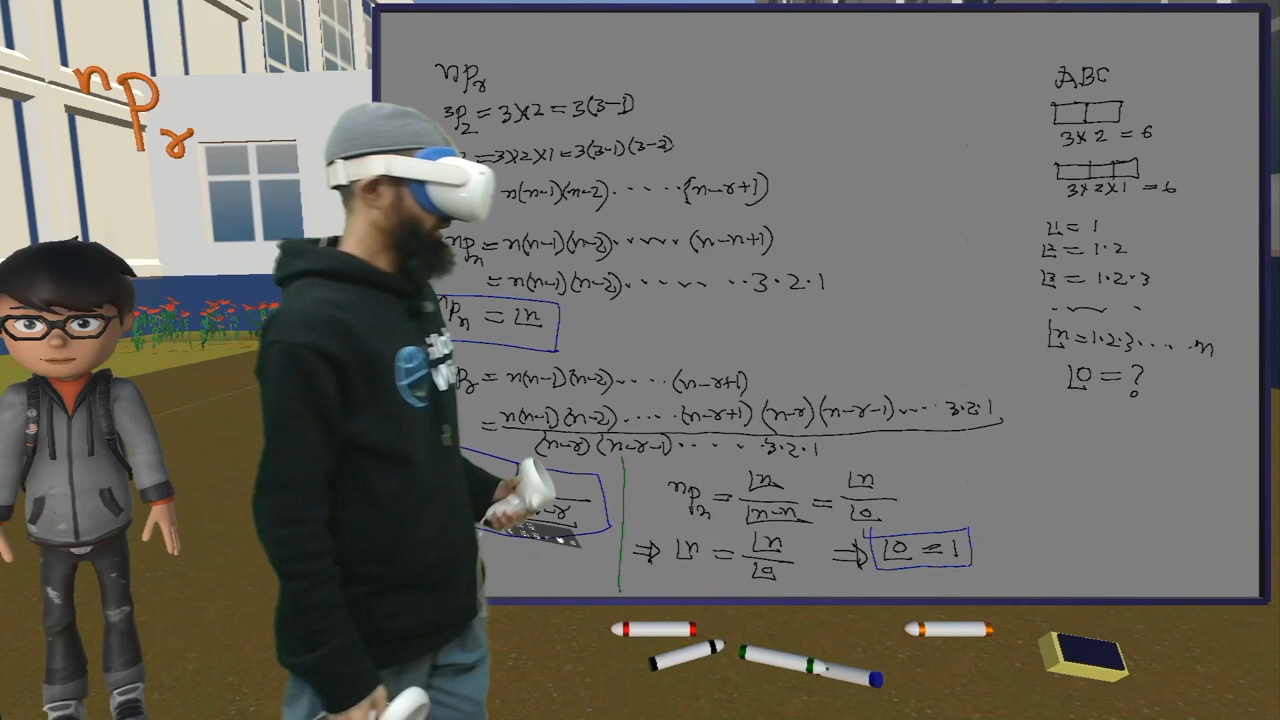 nPr
nPr
3P2 = 3×2 = 3(3-1)
= 3×2×1 = 3(3-1)(3-2)
n(n-1)(n-2)......(n-r+1)
nPn = n(n-1)(n-2)....... (n-n+1)
= n(n-1)(n-2)....... ..3.2.1
nPn = ∟n
Pr = n(n-1)(n-2).....(n-r+1)
= n(n-1)(n-2).....(n-r+1)(n-r)(n-r-1).... 3.2.1
(n-r)(n-r-1)..... .3.2.1
n-r
nPn = ∟n / ∟n-n = ∟n / ∟0
⇒ ∟n = ∟n / ∟0 ⇒ ∟0 = 1
ABC
3×2 = 6
3×2×1 = 6
∟1 = 1
∟2 = 1.2
∟3 = 1.2.3
∟n = 1.2.3......n
∟0 = ?